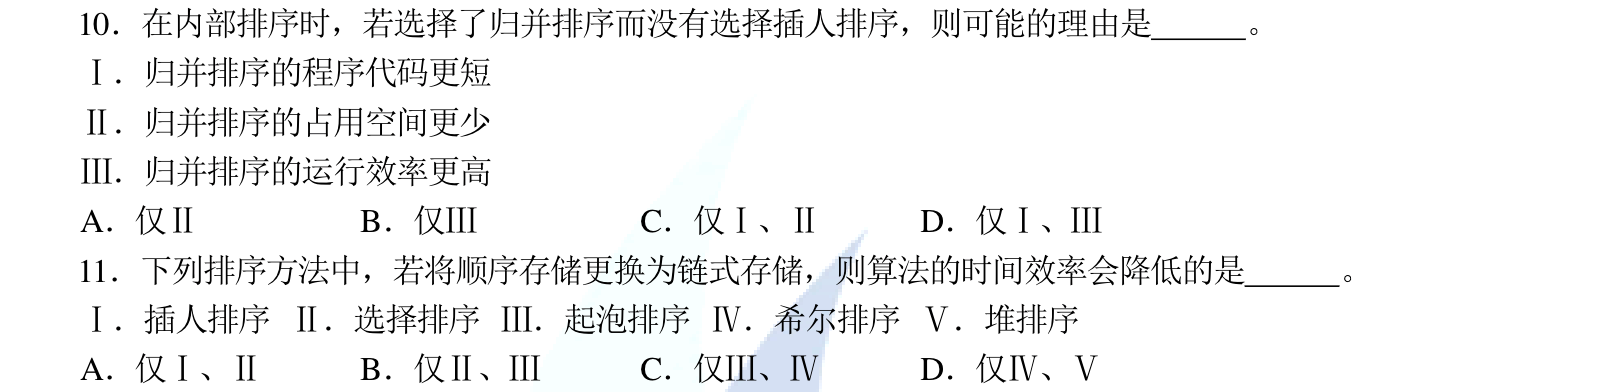 10．在内部排序时，若选择了归并排序而没有选择插人排序，则可能的理由是______。
Ⅰ．归并排序的程序代码更短
Ⅱ．归并排序的占用空间更少
Ⅲ．归并排序的运行效率更高
A．仅Ⅱ B．仅Ⅲ C．仅Ⅰ、Ⅱ D．仅Ⅰ、Ⅲ
11．下列排序方法中，若将顺序存储更换为链式存储，则算法的时间效率会降低的是______。
Ⅰ．插人排序 Ⅱ．选择排序 Ⅲ．起泡排序 Ⅳ．希尔排序 Ⅴ．堆排序
A．仅Ⅰ、Ⅱ B．仅Ⅱ、Ⅲ C．仅Ⅲ、Ⅳ D．仅Ⅳ、Ⅴ